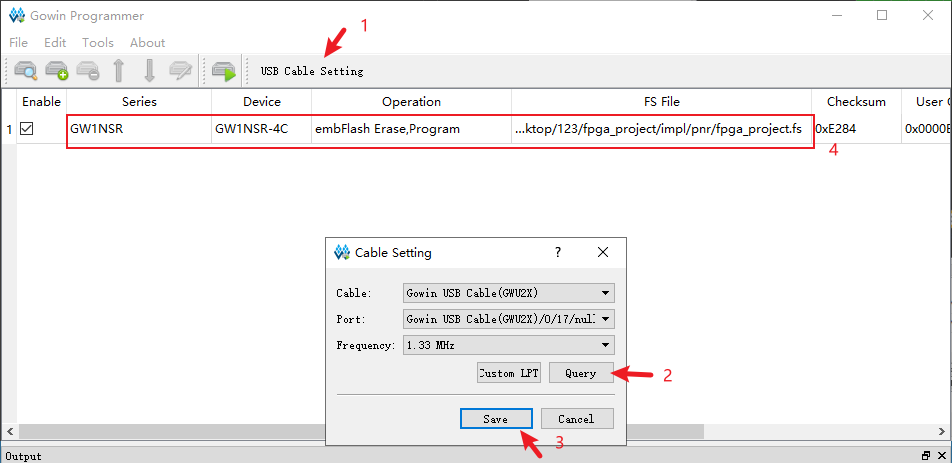 Gowin Programmer
File Edit Tools About
1
USB Cable Setting
Enable Series Device Operation FS File Checksum
1 GW1NSR GW1NSR-4C embFlash Erase,Program ...ktop/123/fpga_project/impl/pnr/fpga_project.fs 0xE284
4
Cable Setting ?
Cable: Gowin USB Cable(GWU2X)
Port: Gowin USB Cable(GWU2X)/0/17/null
Frequency: 1.33 MHz
Custom LPT Query 2
Save Cancel
3
Output